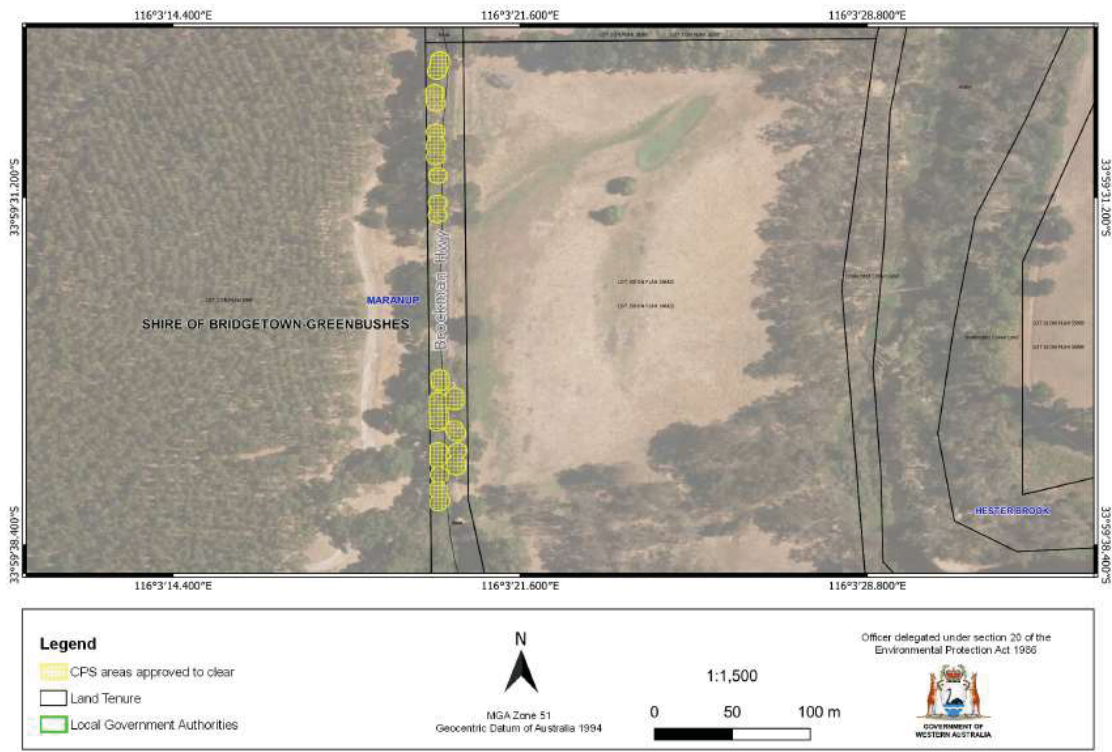 116°3'14.400"E
116°3'21.600"E
116°3'28.800"E
33°59'31.200"S
33°59'31.200"S
Brockman Hwy
MARANUP
SHIRE OF BRIDGETOWN-GREENBUSHES
HESTER BROOK
33°59'38.400"S
33°59'38.400"S
116°3'14.400"E
116°3'21.600"E
116°3'28.800"E
Legend
CPS areas approved to clear
Land Tenure
Local Government Authorities
N
MGA Zone 51
Geocentric Datum of Australia 1994
1:1,500
0 50 100 m
Officer delegated under section 20 of the
Environmental Protection Act 1986
GOVERNMENT OF
WESTERN AUSTRALIA